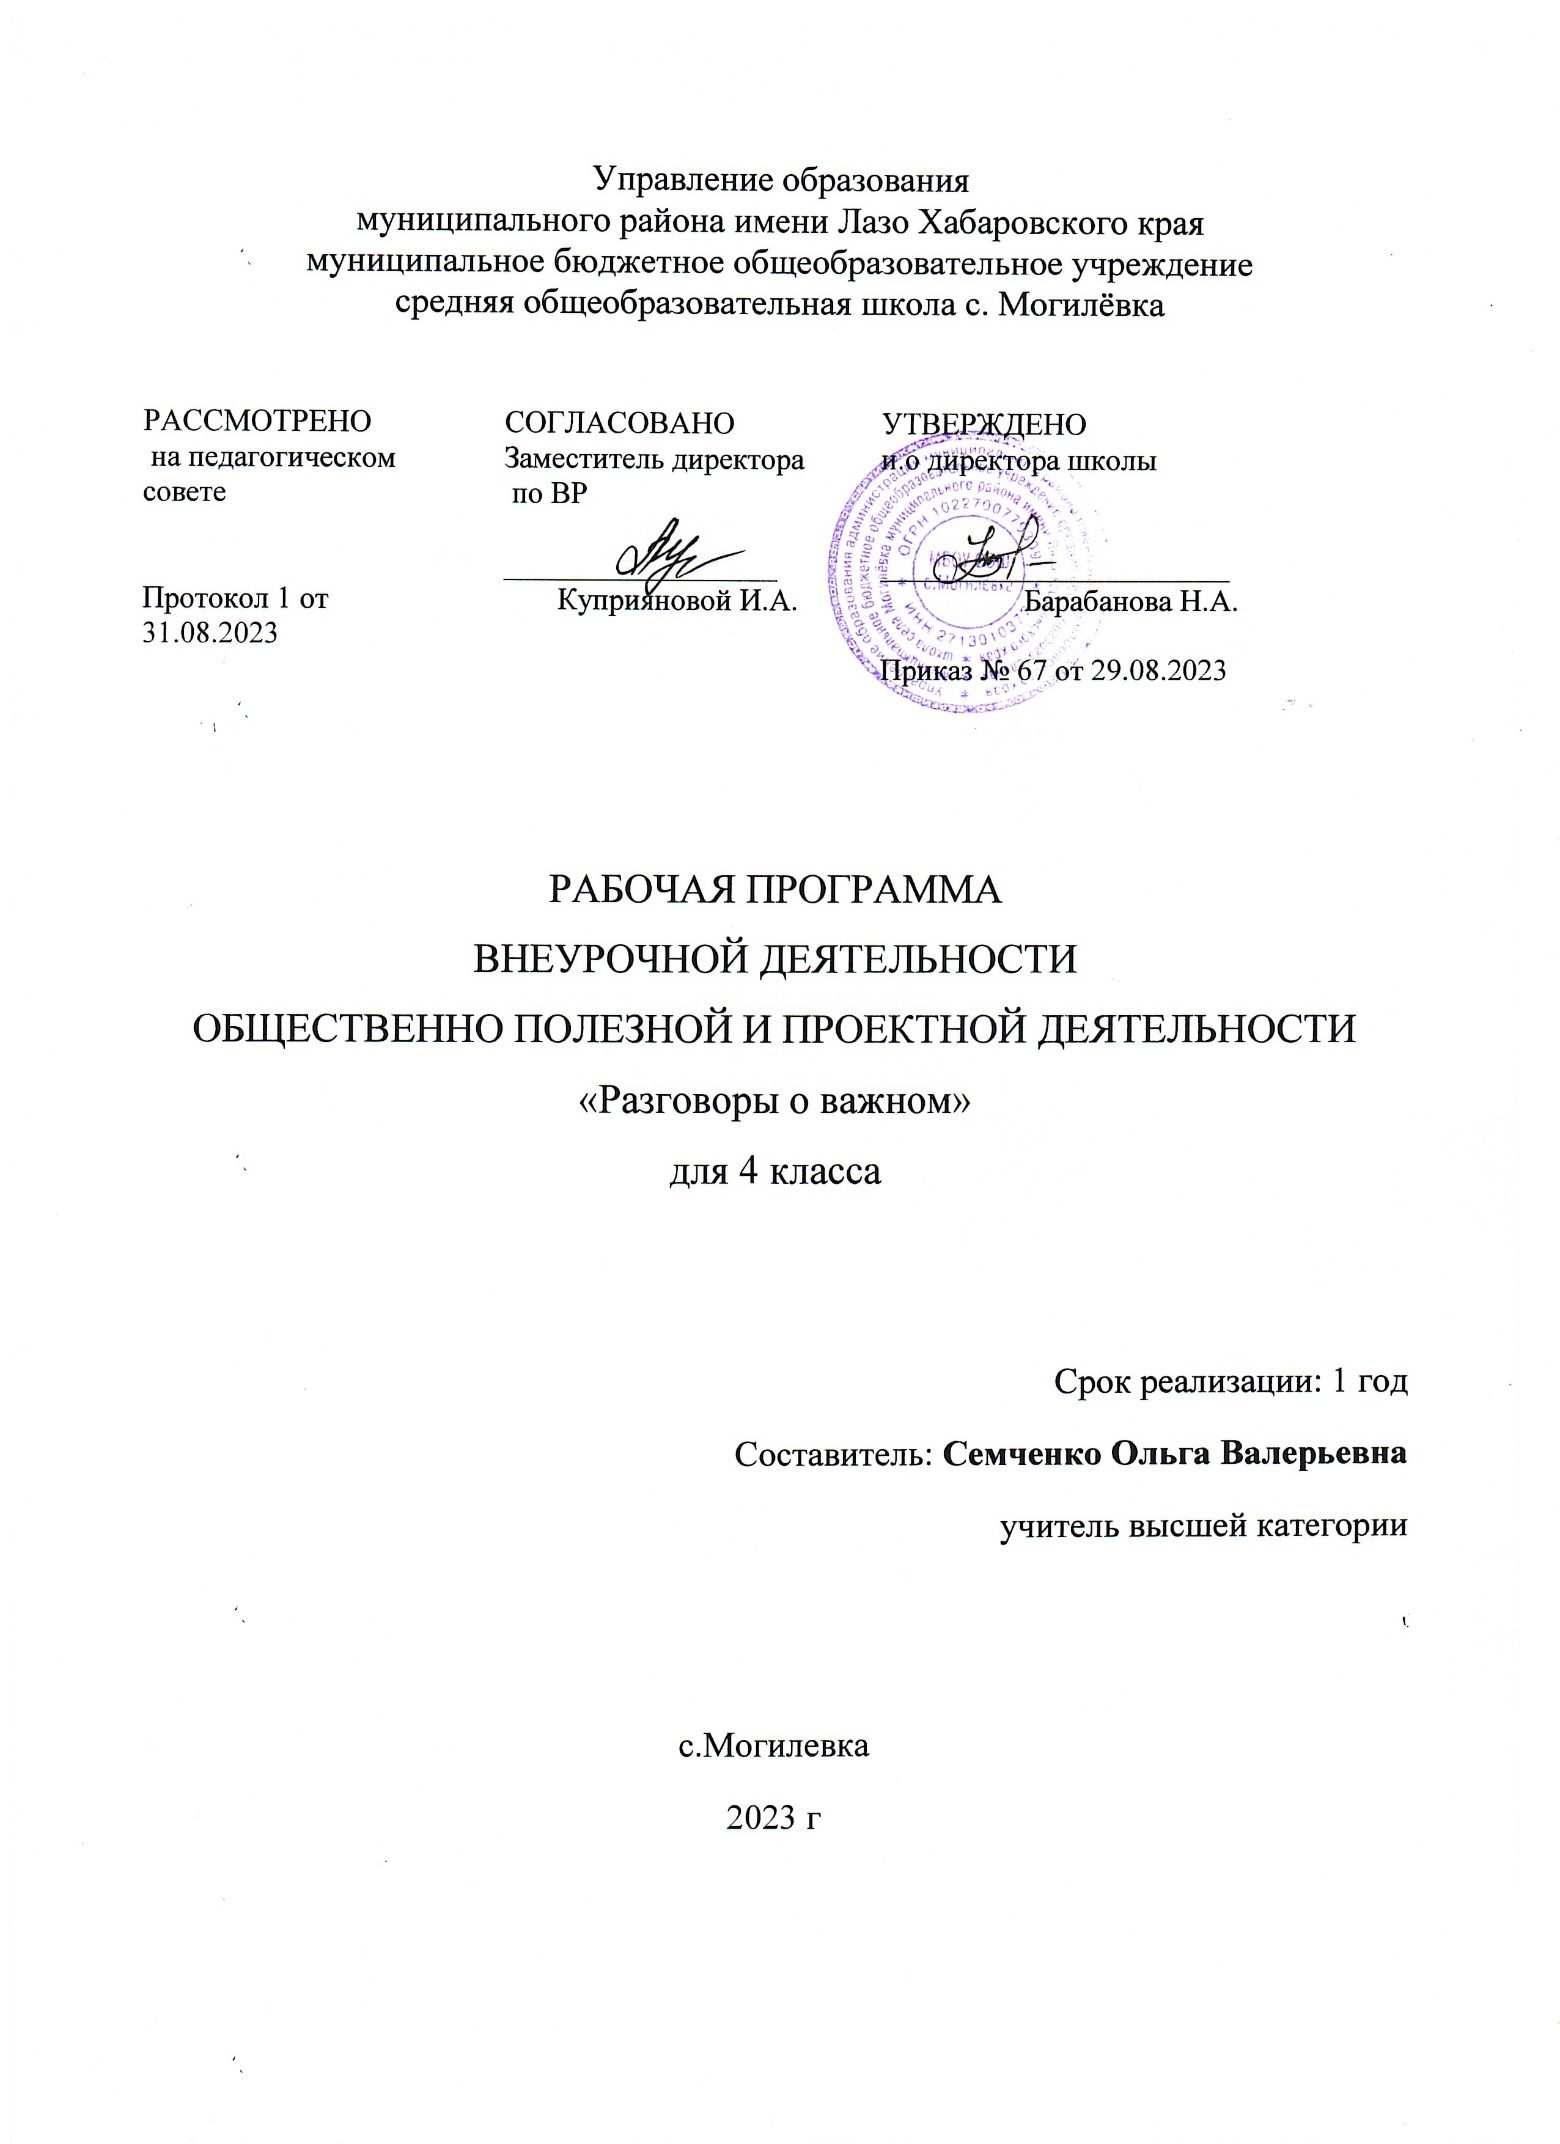 Управление образования
муниципального района имени Лазо Хабаровского края
муниципальное бюджетное общеобразовательное учреждение
средняя общеобразовательная школа с. Могилёвка
РАССМОТРЕНО
на педагогическом
совете
Протокол 1 от
31.08.2023
СОГЛАСОВАНО
Заместитель директора
по ВР
Куприяновой И.А.
УТВЕРЖДЕНО
и.о директора школы
Барабанова Н.А.
Приказ № 67 от 29.08.2023
РАБОЧАЯ ПРОГРАММА
ВНЕУРОЧНОЙ ДЕЯТЕЛЬНОСТИ
ОБЩЕСТВЕННО ПОЛЕЗНОЙ И ПРОЕКТНОЙ ДЕЯТЕЛЬНОСТИ
«Разговоры о важном»
для 4 класса
Срок реализации: 1 год
Составитель: Семченко Ольга Валерьевна
учитель высшей категории
с.Могилевка
2023 г